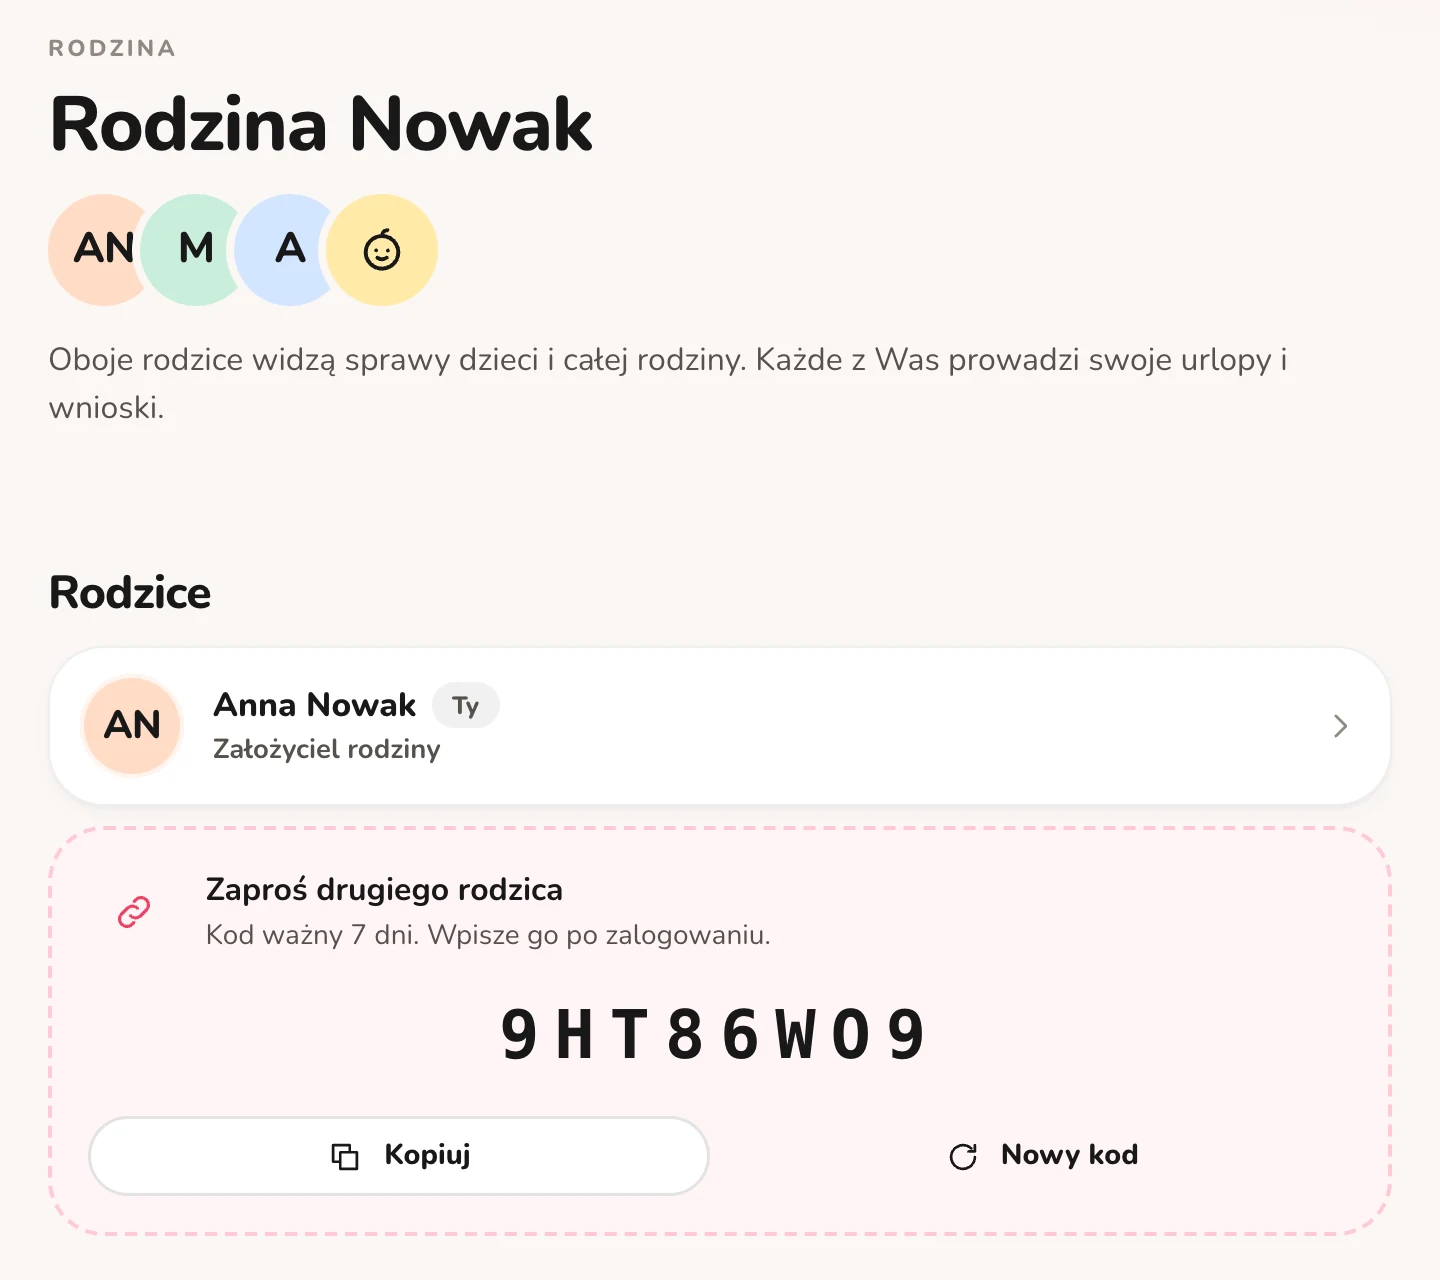 RODZINA
Rodzina Nowak
AN M A
Oboje rodzice widzą sprawy dzieci i całej rodziny. Każde z Was prowadzi swoje urlopy i
wnioski.
Rodzice
AN
Anna Nowak Ty
Założyciel rodziny
Zaproś drugiego rodzica
Kod ważny 7 dni. Wpisze go po zalogowaniu.
9HT86WO9
Kopiuj
Nowy kod